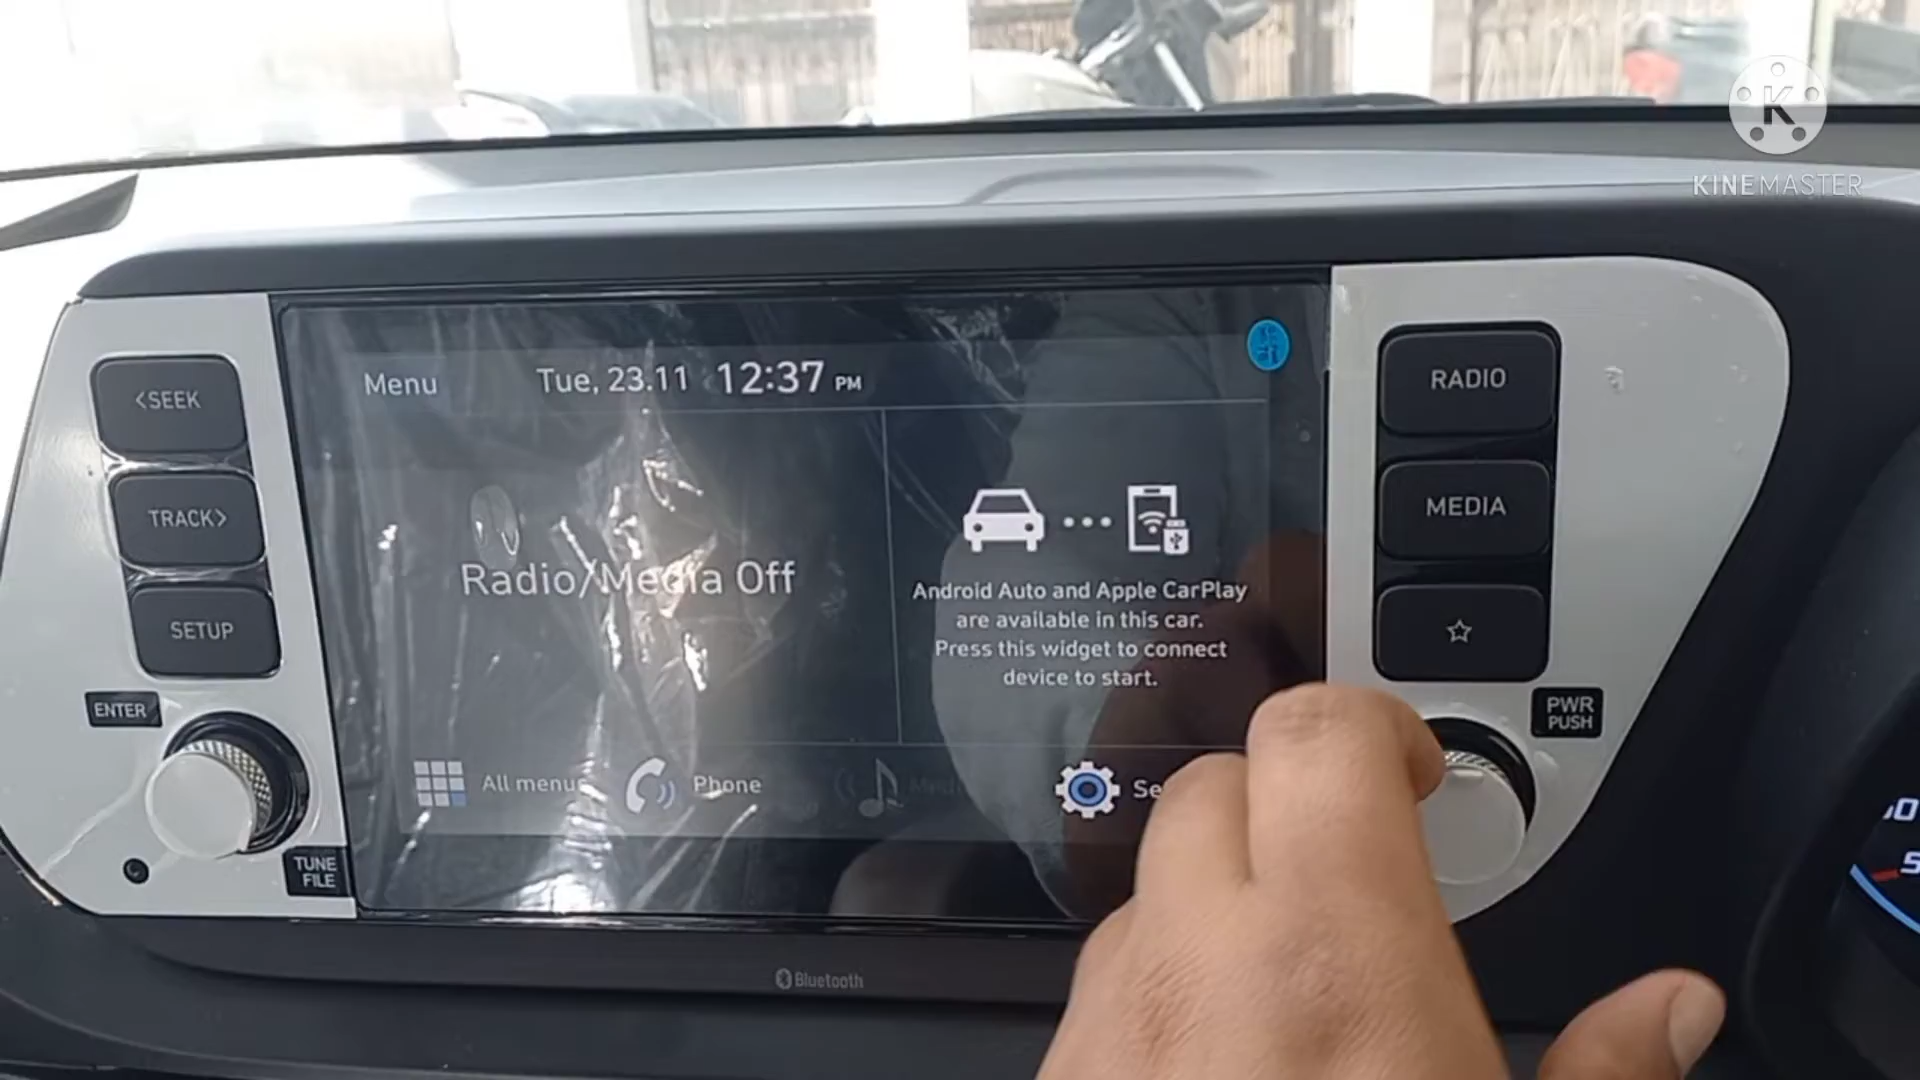 KINEMASTER
<SEEK
TRACK>
SETUP
ENTER
TUNE
FILE
Menu
Tue, 23.11 12:37 PM
Radio/Media Off
Android Auto and Apple CarPlay
are available in this car.
Press this widget to connect
device to start.
All menus
Phone
RADIO
MEDIA
PWR
PUSH
Bluetooth